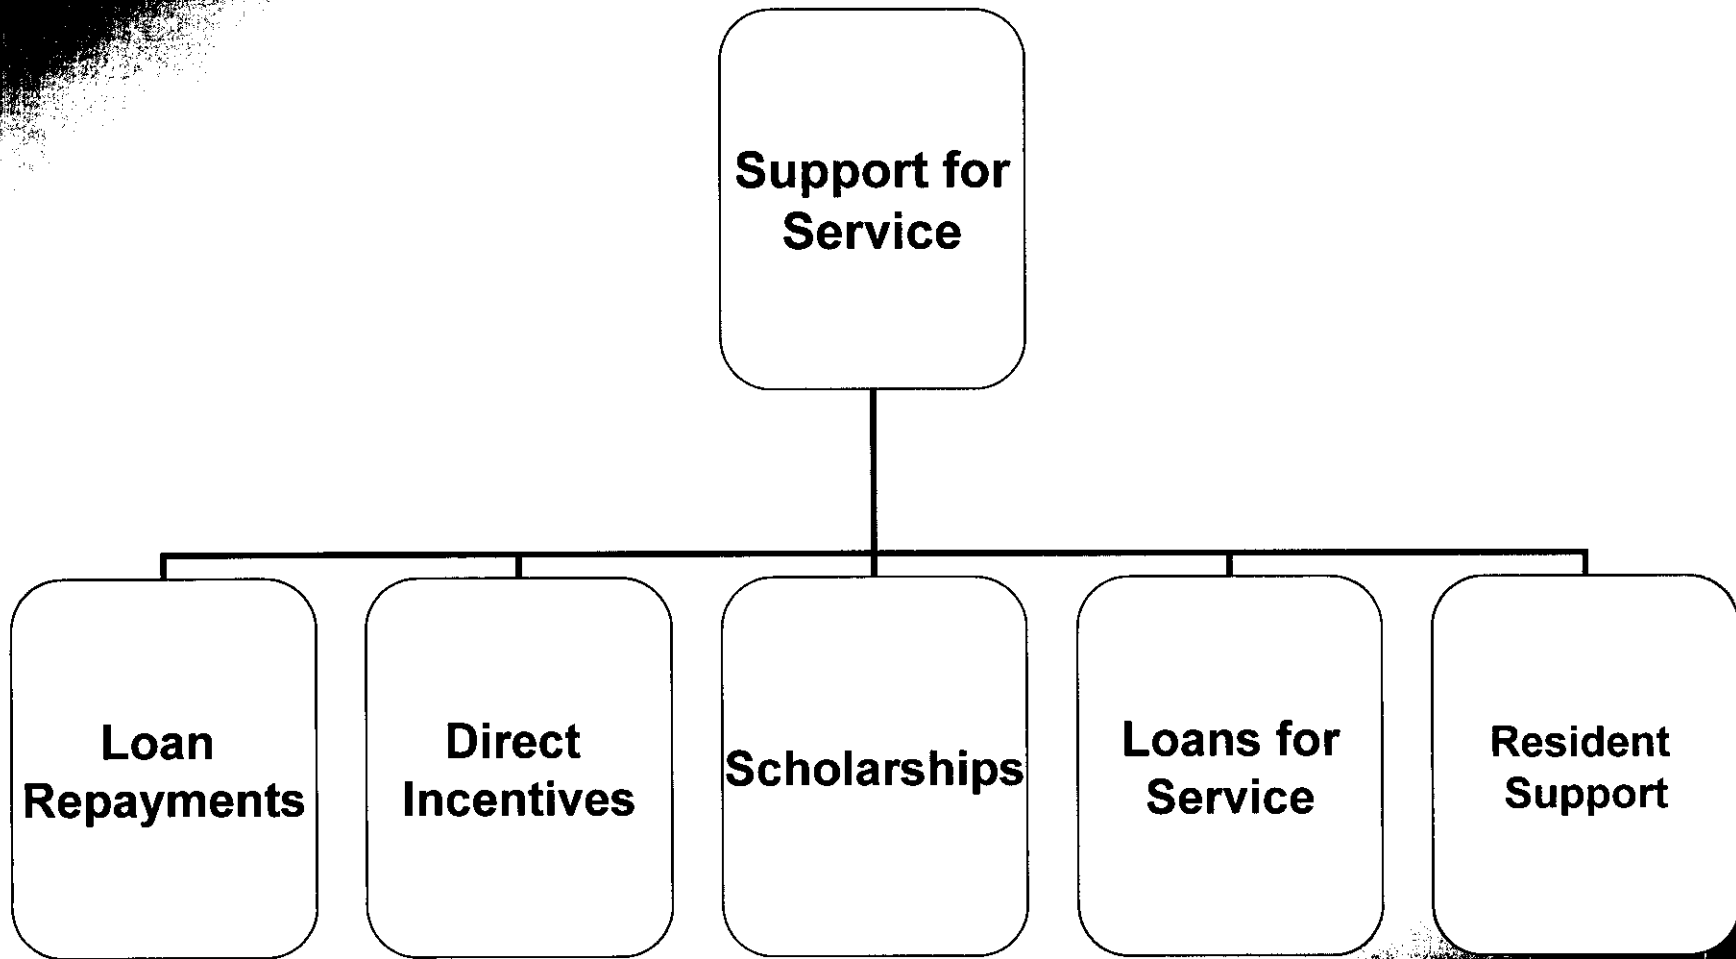 Support for
Service
Loan
Repayments
Direct
Incentives
Scholarships
Loans for
Service
Resident
Support